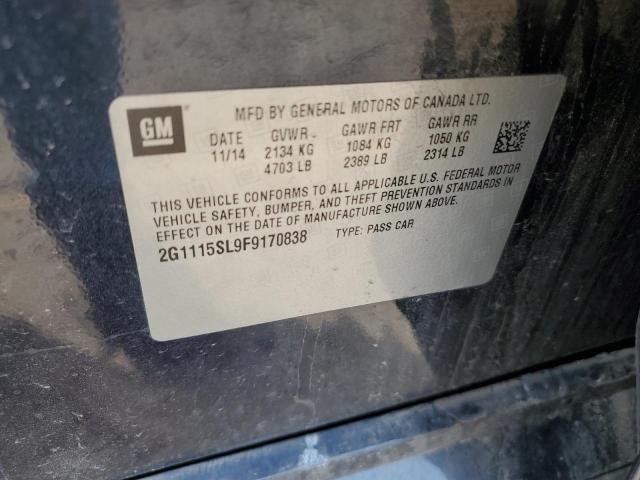 GM
MFD BY GENERAL MOTORS OF CANADA LTD.
DATE GVWR GAWR FRT GAWR RR
11/14 2134 KG 1084 KG 1050 KG
4703 LB 2389 LB 2314 LB
THIS VEHICLE CONFORMS TO ALL APPLICABLE U.S. FEDERAL MOTOR
VEHICLE SAFETY, BUMPER, AND THEFT PREVENTION STANDARDS IN
EFFECT ON THE DATE OF MANUFACTURE SHOWN ABOVE.
2G1115SL9F9170838 TYPE: PASS CAR